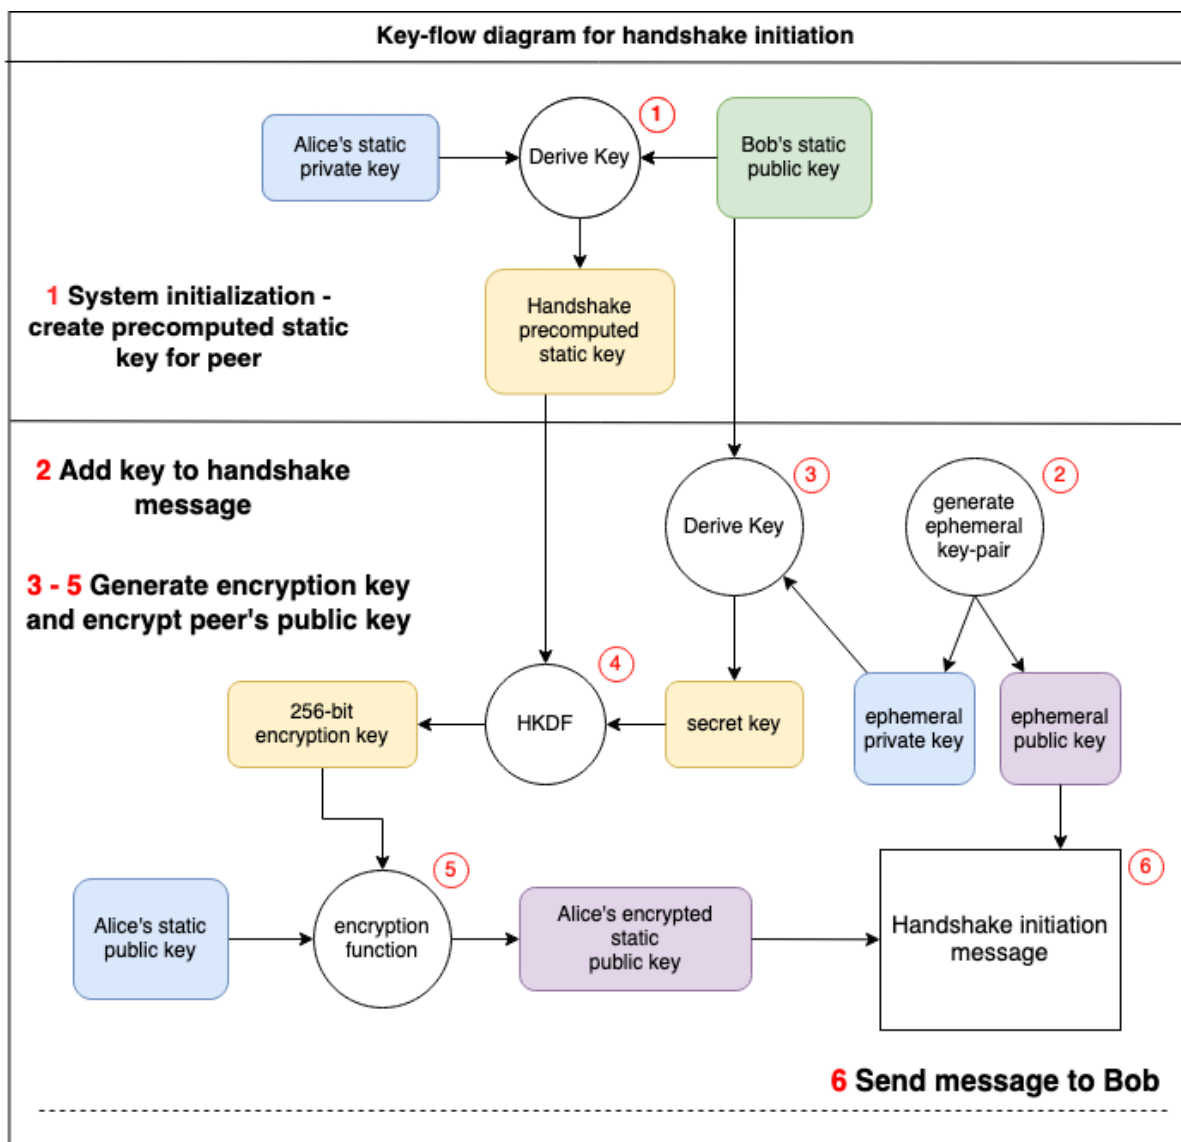 Key-flow diagram for handshake initiation
1
Alice's static
private key
Derive Key
Bob's static
public key
1 System initialization -
create precomputed static
key for peer
Handshake
precomputed
static key
2 Add key to handshake
message
3
2
Derive Key
generate
ephemeral
key-pair
3 - 5 Generate encryption key
and encrypt peer's public key
4
256-bit
encryption key
HKDF
secret key
ephemeral
private key
ephemeral
public key
5
6
Alice's static
public key
encryption
function
Alice's encrypted
static
public key
Handshake initiation
message
6 Send message to Bob